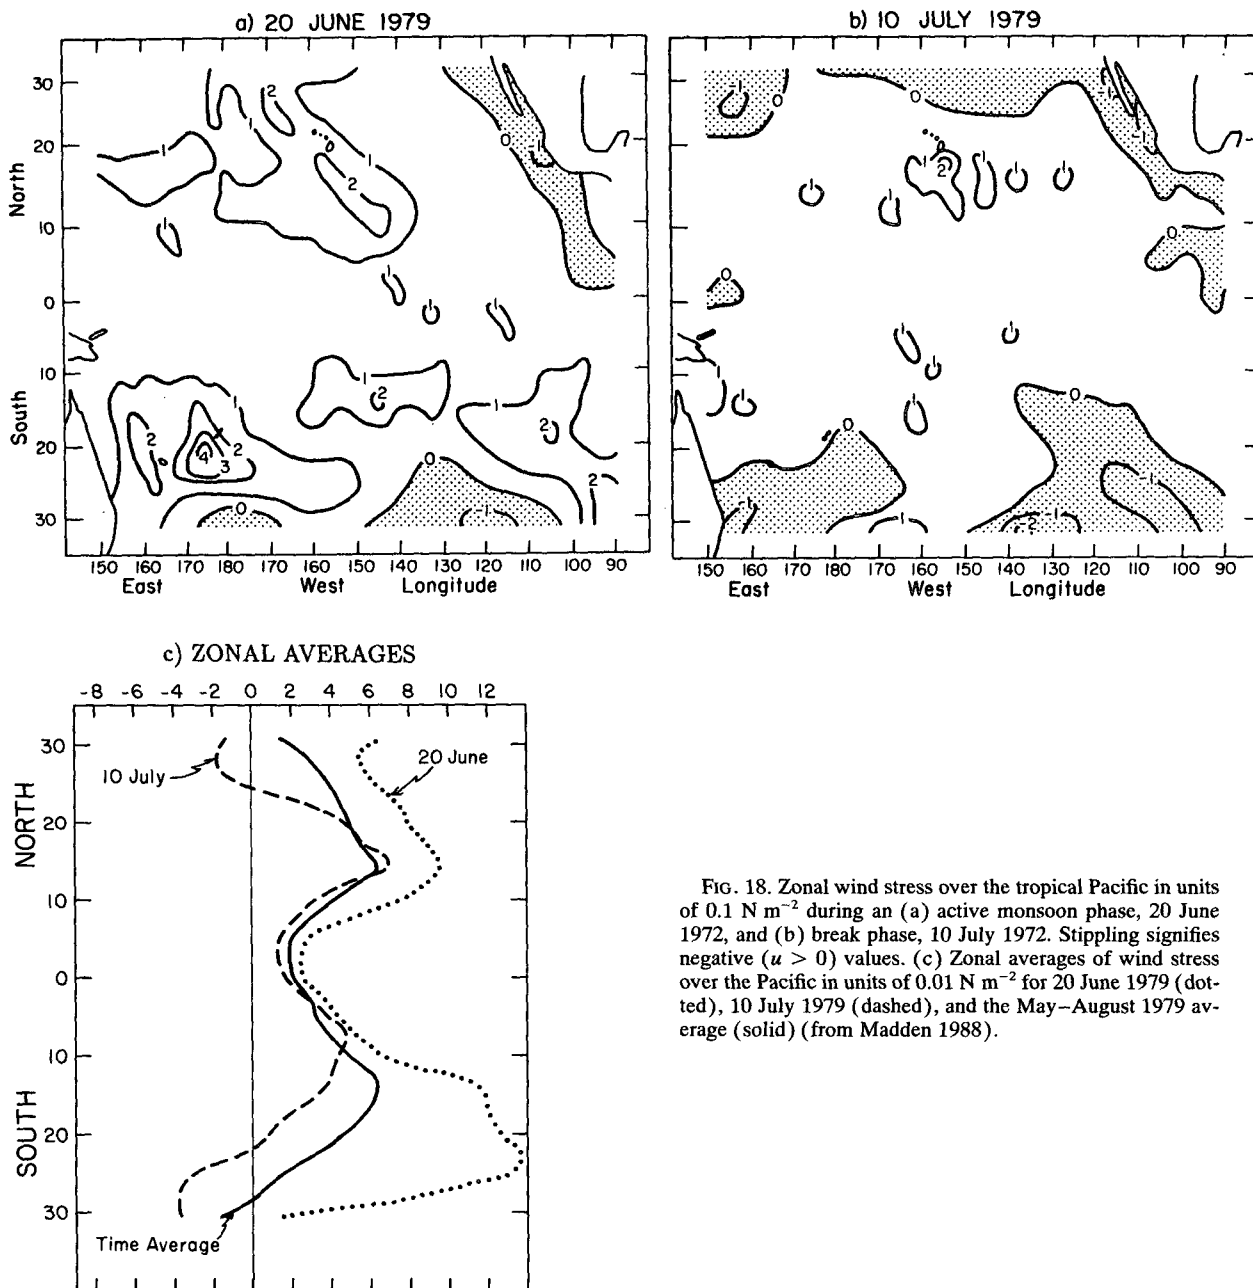 a) 20 JUNE 1979
b) 10 JULY 1979
30
20
10
0
10
20
30
North
South
150 160 170 180 170 160 150 140 130 120 110 100 90
East West Longitude
150 160 170 180 170 160 150 140 130 120 110 100 90
East West Longitude
c) ZONAL AVERAGES
-8 -6 -4 -2 0 2 4 6 8 10 12
30
20
10
0
10
20
30
NORTH
SOUTH
10 July
20 June
Time Average
FIG. 18. Zonal wind stress over the tropical Pacific in units
of 0.1 N m⁻² during an (a) active monsoon phase, 20 June
1972, and (b) break phase, 10 July 1972. Stippling signifies
negative (u > 0) values. (c) Zonal averages of wind stress
over the Pacific in units of 0.01 N m⁻² for 20 June 1979 (dot-
ted), 10 July 1979 (dashed), and the May–August 1979 av-
erage (solid) (from Madden 1988).